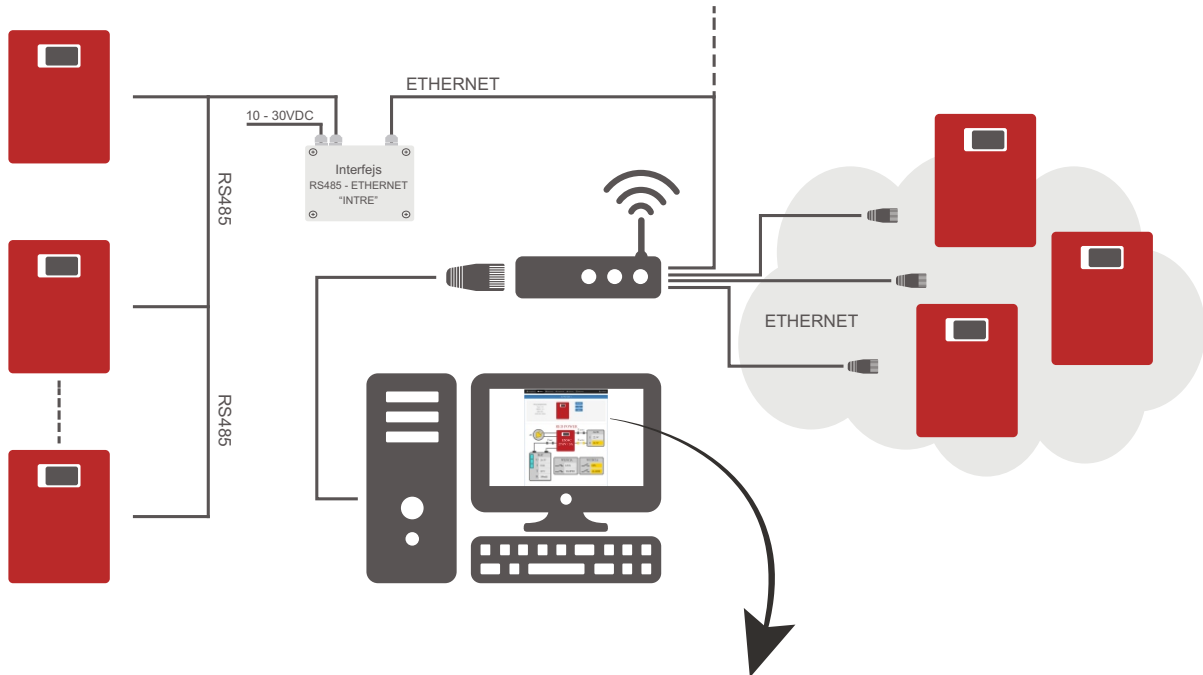 ETHERNET
10 - 30VDC
Interfejs
RS485 - ETHERNET
“INTRE”
RS485
ETHERNET
RS485